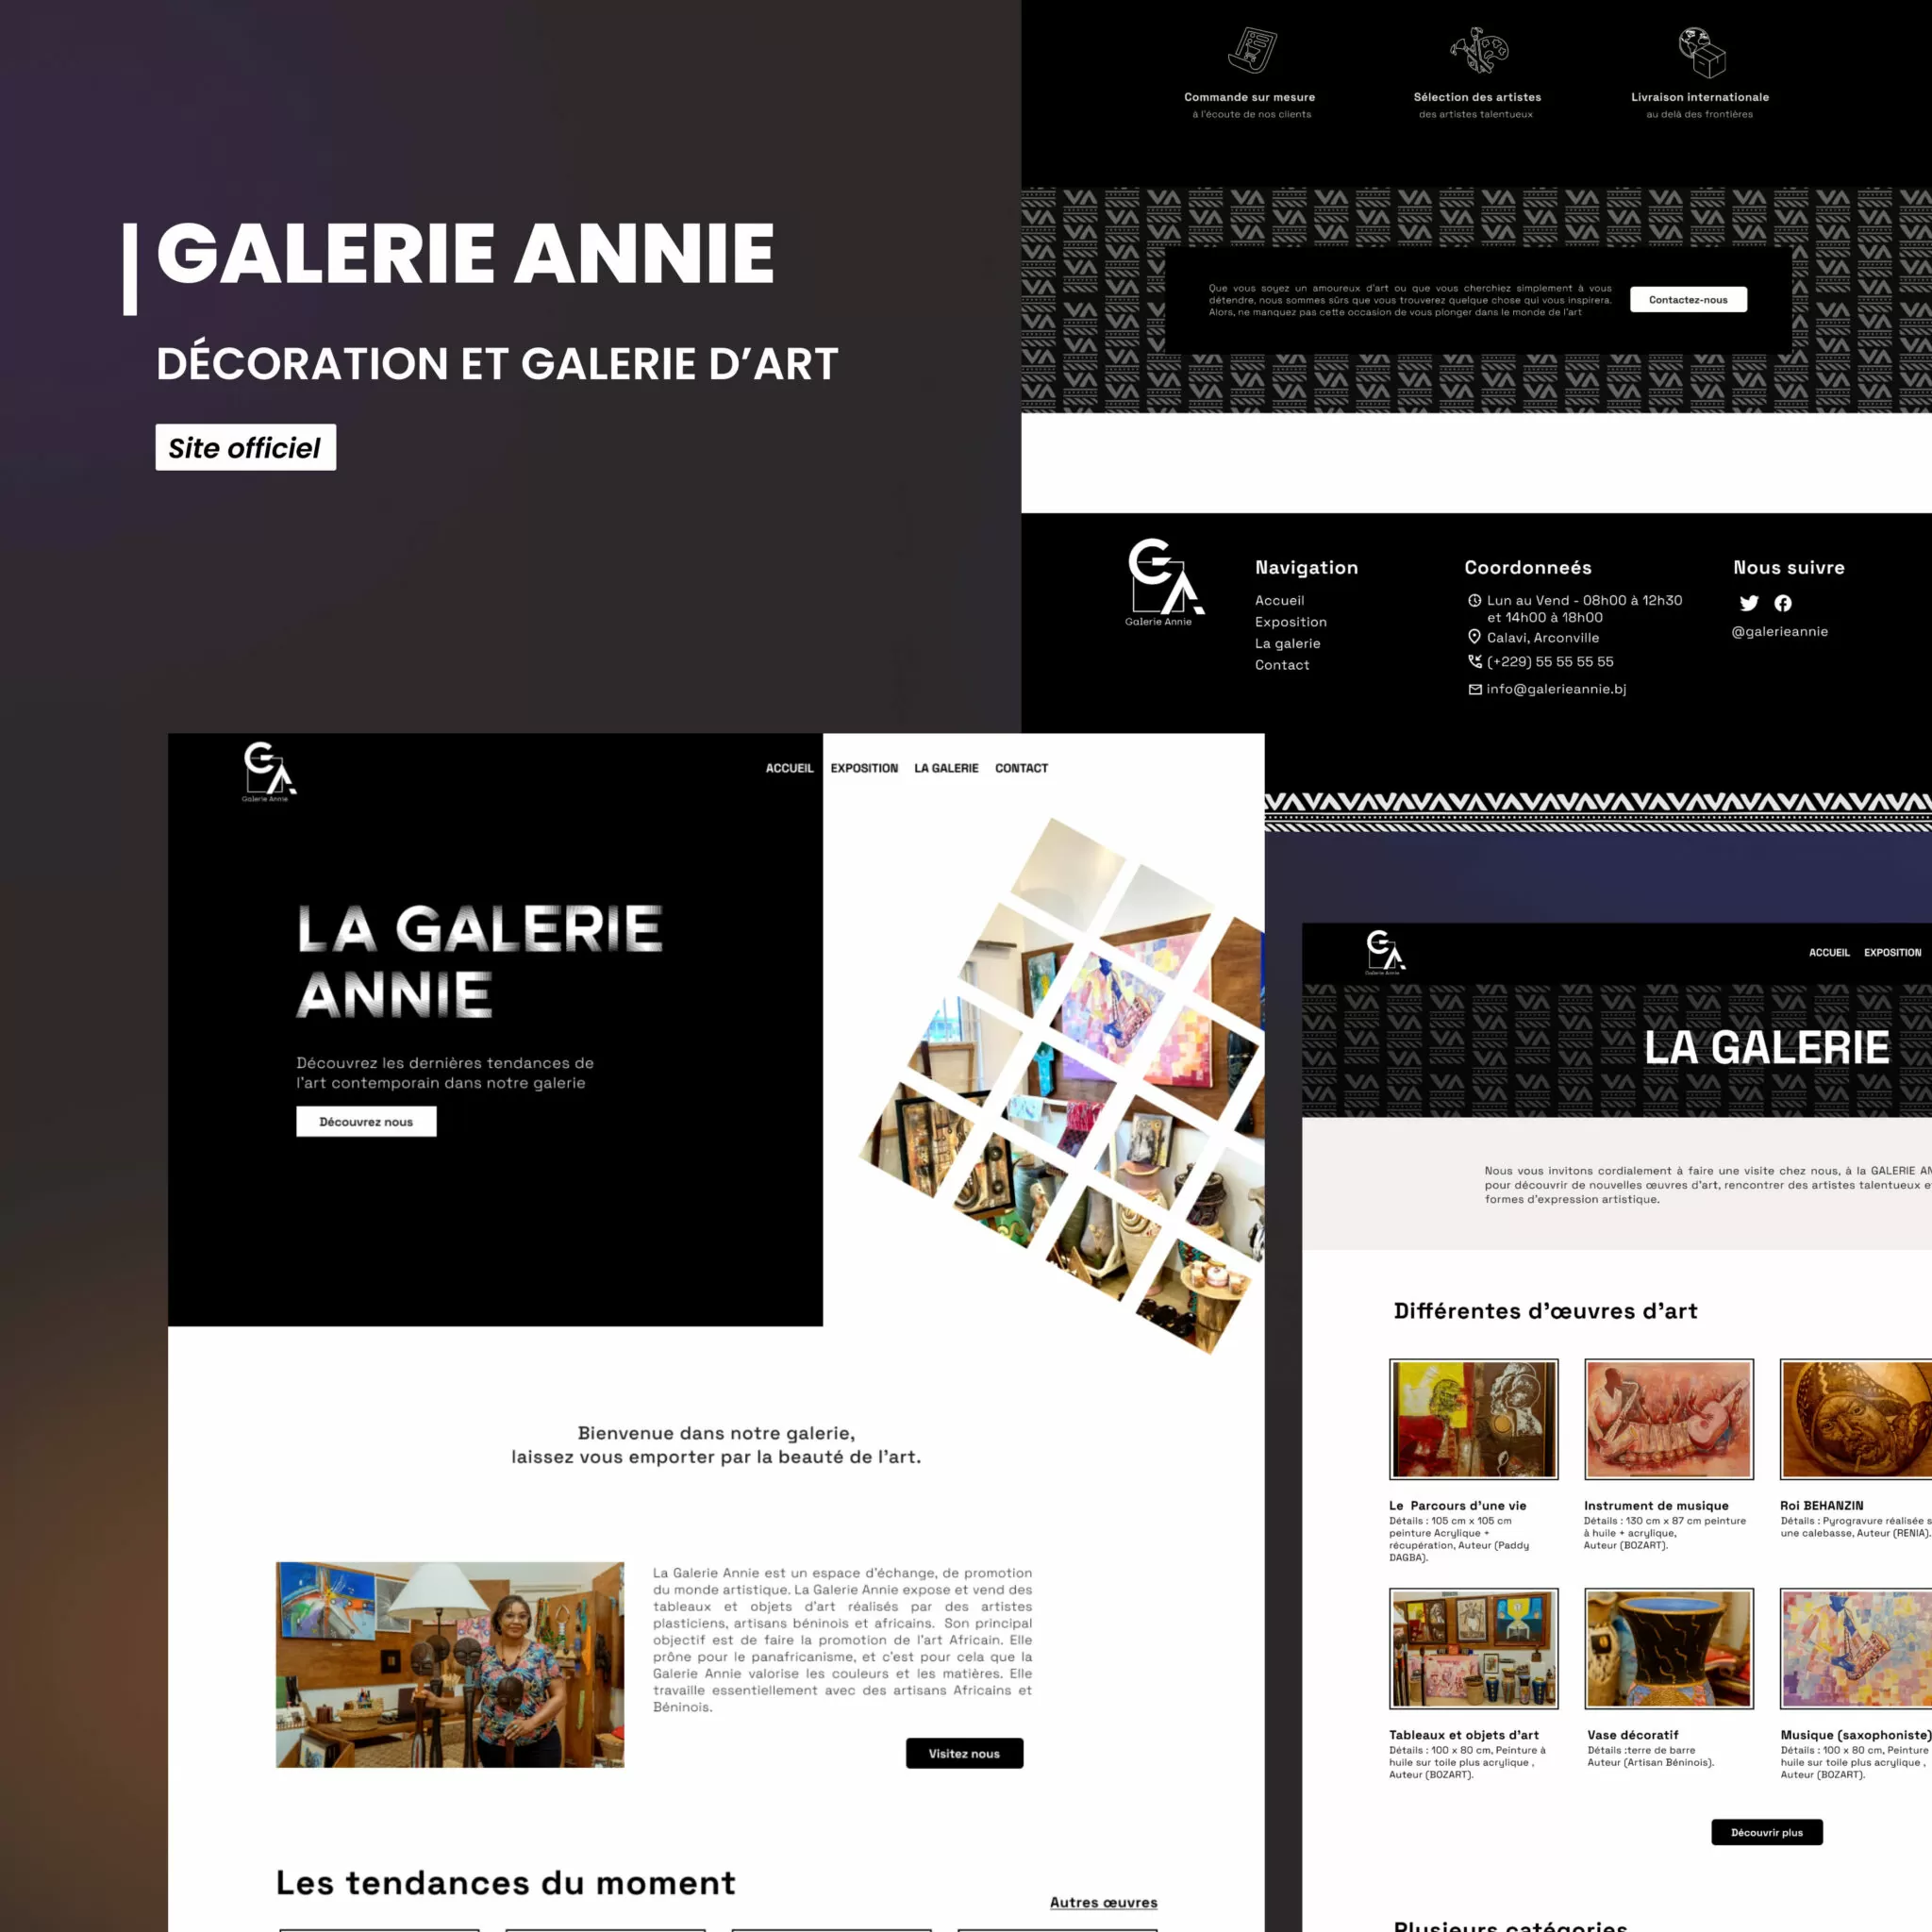 GALERIE ANNIE
DÉCORATION ET GALERIE D’ART
Site officiel
Commande sur mesure
à l'écoute de nos clients
Sélection des artistes
des artistes talentueux
Livraison internationale
au delà des frontières
Que vous soyez un amoureux d'art ou que vous cherchiez simplement à vous
détendre, nous sommes sûrs que vous trouverez quelque chose qui vous inspirera.
Alors, ne manquez pas cette occasion de vous plonger dans le monde de l'art
Contactez-nous
GA
Galerie Annie
Navigation
Accueil
Exposition
La galerie
Contact
Coordonneés
Lun au Vend - 08h00 à 12h30
et 14h00 à 18h00
Calavi, Arconville
(+229) 55 55 55 55
info@galerieannie.bj
Nous suivre
@galerieannie
GA
Galerie Annie
ACCUEIL EXPOSITION LA GALERIE CONTACT
LA GALERIE
ANNIE
Découvrez les dernières tendances de
l'art contemporain dans notre galerie
Découvrez nous
Bienvenue dans notre galerie,
laissez vous emporter par la beauté de l'art.
La Galerie Annie est un espace d'échange, de promotion
du monde artistique. La Galerie Annie expose et vend des
tableaux et objets d'art réalisés par des artistes
plasticiens, artisans béninois et africains. Son principal
objectif est de faire la promotion de l'art Africain. Elle
prône pour le panafricanisme, et c'est pour cela que la
Galerie Annie valorise les couleurs et les matières. Elle
travaille essentiellement avec des artisans Africains et
Béninois.
Visitez nous
Les tendances du moment
Autres œuvres
GA
Galerie Annie
ACCUEIL EXPOSITION
LA GALERIE
Nous vous invitons cordialement à faire une visite chez nous, à la GALERIE AN
pour découvrir de nouvelles œuvres d'art, rencontrer des artistes talentueux e
formes d'expression artistique.
Différentes d'œuvres d'art
Le Parcours d'une vie
Détails : 105 cm x 105 cm
peinture Acrylique +
récupération, Auteur (Paddy
DAGBA).
Instrument de musique
Détails : 130 cm x 87 cm peinture
à huile + acrylique,
Auteur (BOZART).
Roi BEHANZIN
Détails : Pyrogravure réalisée s
une calebasse, Auteur (RENIA).
Tableaux et objets d'art
Détails : 100 x 80 cm, Peinture à
huile sur toile plus acrylique ,
Auteur (BOZART).
Vase décoratif
Détails :terre de barre
Auteur (Artisan Béninois).
Musique (saxophoniste)
Détails : 100 x 80 cm, Peinture
huile sur toile plus acrylique ,
Auteur (BOZART).
Découvrir plus
Plusieurs catégories